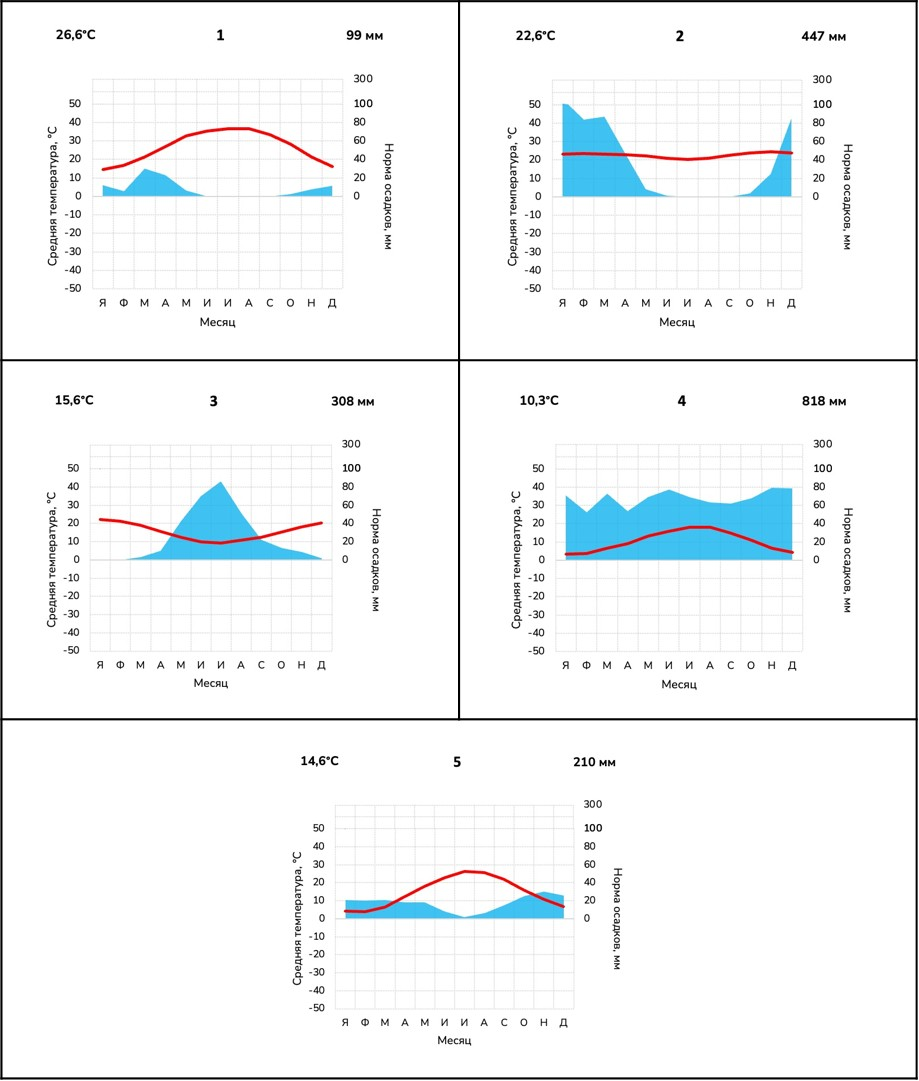 26,6°C 1 99 мм
300
50 100
40 80
30 60
20 40
10 20
0 0
-10
-20
-30
-40
-50
Средняя температура, °C
Норма осадков, мм
Я Ф М А М И И А С О Н Д
Месяц
22,6°C 2 447 мм
300
50 100
40 80
30 60
20 40
10 20
0 0
-10
-20
-30
-40
-50
Средняя температура, °C
Норма осадков, мм
Я Ф М А М И И А С О Н Д
Месяц
15,6°C 3 308 мм
300
50 100
40 80
30 60
20 40
10 20
0 0
-10
-20
-30
-40
-50
Средняя температура, °C
Норма осадков, мм
Я Ф М А М И И А С О Н Д
Месяц
10,3°C 4 818 мм
300
50 100
40 80
30 60
20 40
10 20
0 0
-10
-20
-30
-40
-50
Средняя температура, °C
Норма осадков, мм
Я Ф М А М И И А С О Н Д
Месяц
14,6°C 5 210 мм
300
50 100
40 80
30 60
20 40
10 20
0 0
-10
-20
-30
-40
-50
Средняя температура, °C
Норма осадков, мм
Я Ф М А М И И А С О Н Д
Месяц